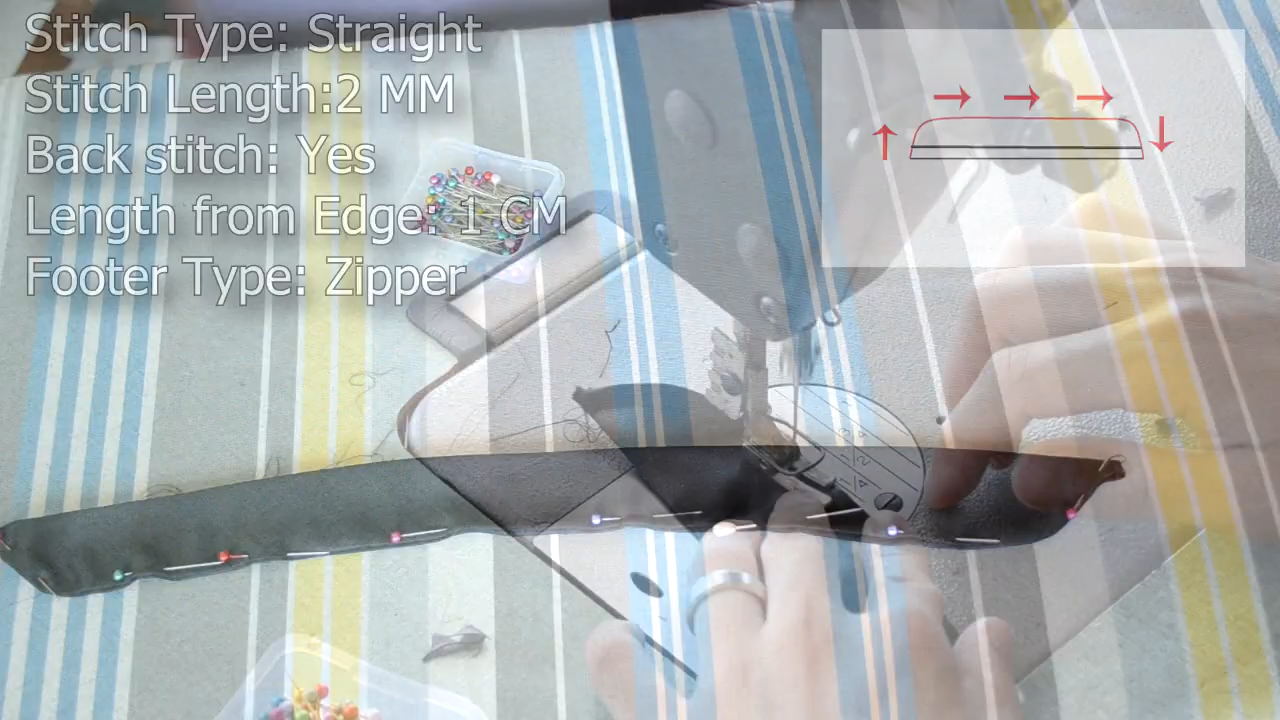 Stitch Type: Straight
Stitch Length:2 MM
Back stitch: Yes
Length from Edge: 1 CM
Footer Type: Zipper